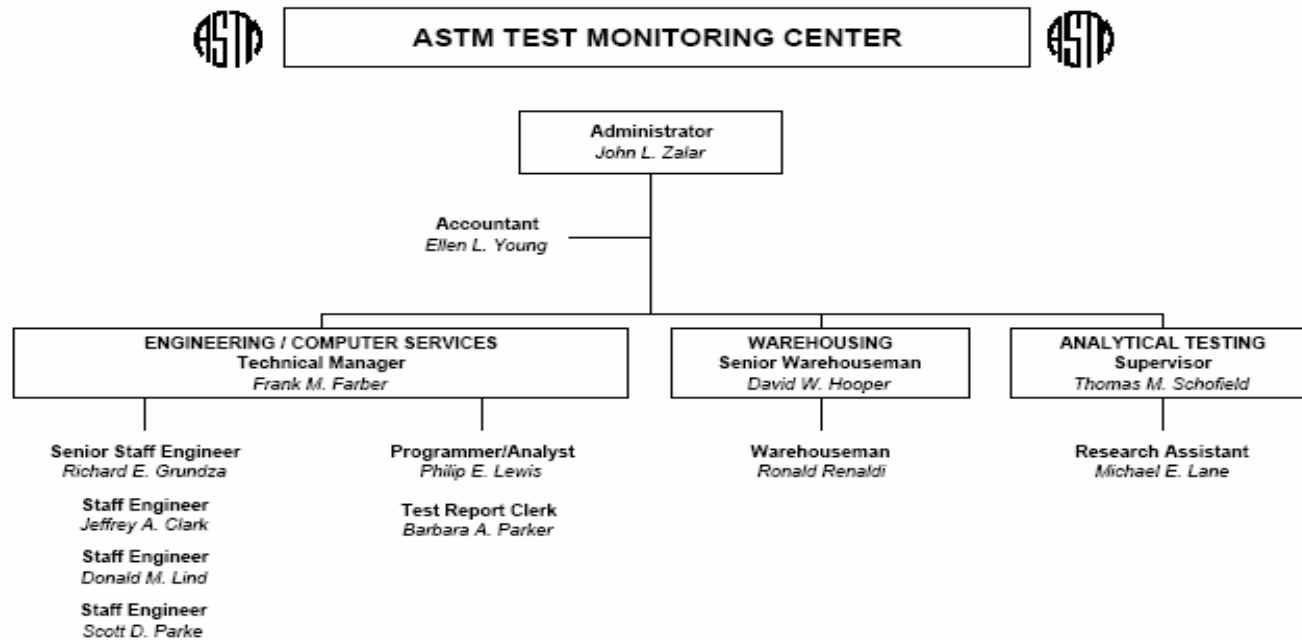 ASTM
ASTM TEST MONITORING CENTER
ASTM
Administrator
John L. Zalar
Accountant
Ellen L. Young
ENGINEERING / COMPUTER SERVICES
Technical Manager
Frank M. Farber
WAREHOUSING
Senior Warehouseman
David W. Hooper
ANALYTICAL TESTING
Supervisor
Thomas M. Schofield
Senior Staff Engineer
Richard E. Grundza
Staff Engineer
Jeffrey A. Clark
Staff Engineer
Donald M. Lind
Staff Engineer
Scott D. Parke
Programmer/Analyst
Philip E. Lewis
Test Report Clerk
Barbara A. Parker
Warehouseman
Ronald Renaldi
Research Assistant
Michael E. Lane